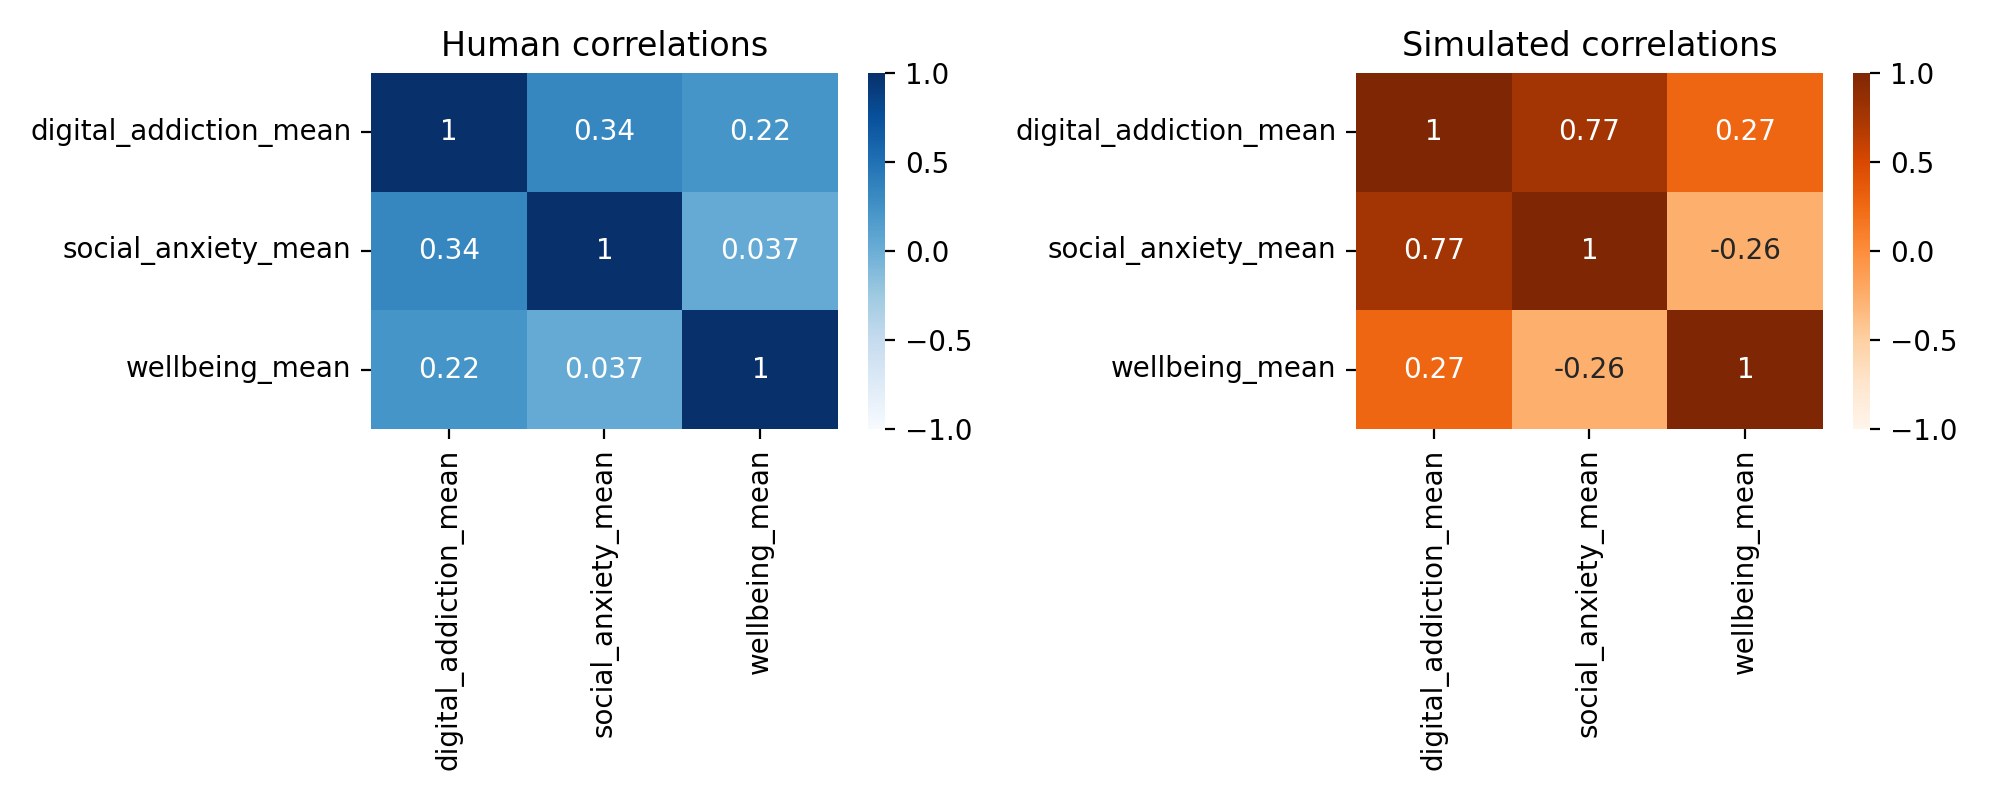 Human correlations
digital_addiction_mean
social_anxiety_mean
wellbeing_mean
1 0.34 0.22
0.34 1 0.037
0.22 0.037 1
digital_addiction_mean
social_anxiety_mean
wellbeing_mean
1.0
0.5
0.0
−0.5
−1.0
Simulated correlations
digital_addiction_mean
social_anxiety_mean
wellbeing_mean
1 0.77 0.27
0.77 1 -0.26
0.27 -0.26 1
digital_addiction_mean
social_anxiety_mean
wellbeing_mean
1.0
0.5
0.0
−0.5
−1.0